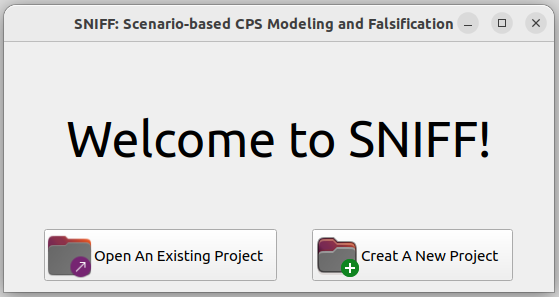 SNIFF: Scenario-based CPS Modeling and Falsification
Welcome to SNIFF!
Open An Existing Project
Creat A New Project